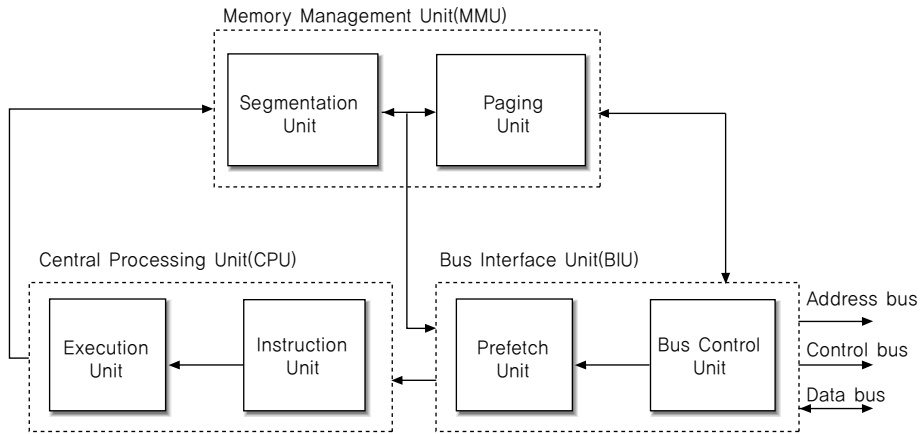 Memory Management Unit(MMU)
Segmentation
Unit
Paging
Unit
Central Processing Unit(CPU)
Execution
Unit
Instruction
Unit
Bus Interface Unit(BIU)
Prefetch
Unit
Bus Control
Unit
Address bus
Control bus
Data bus